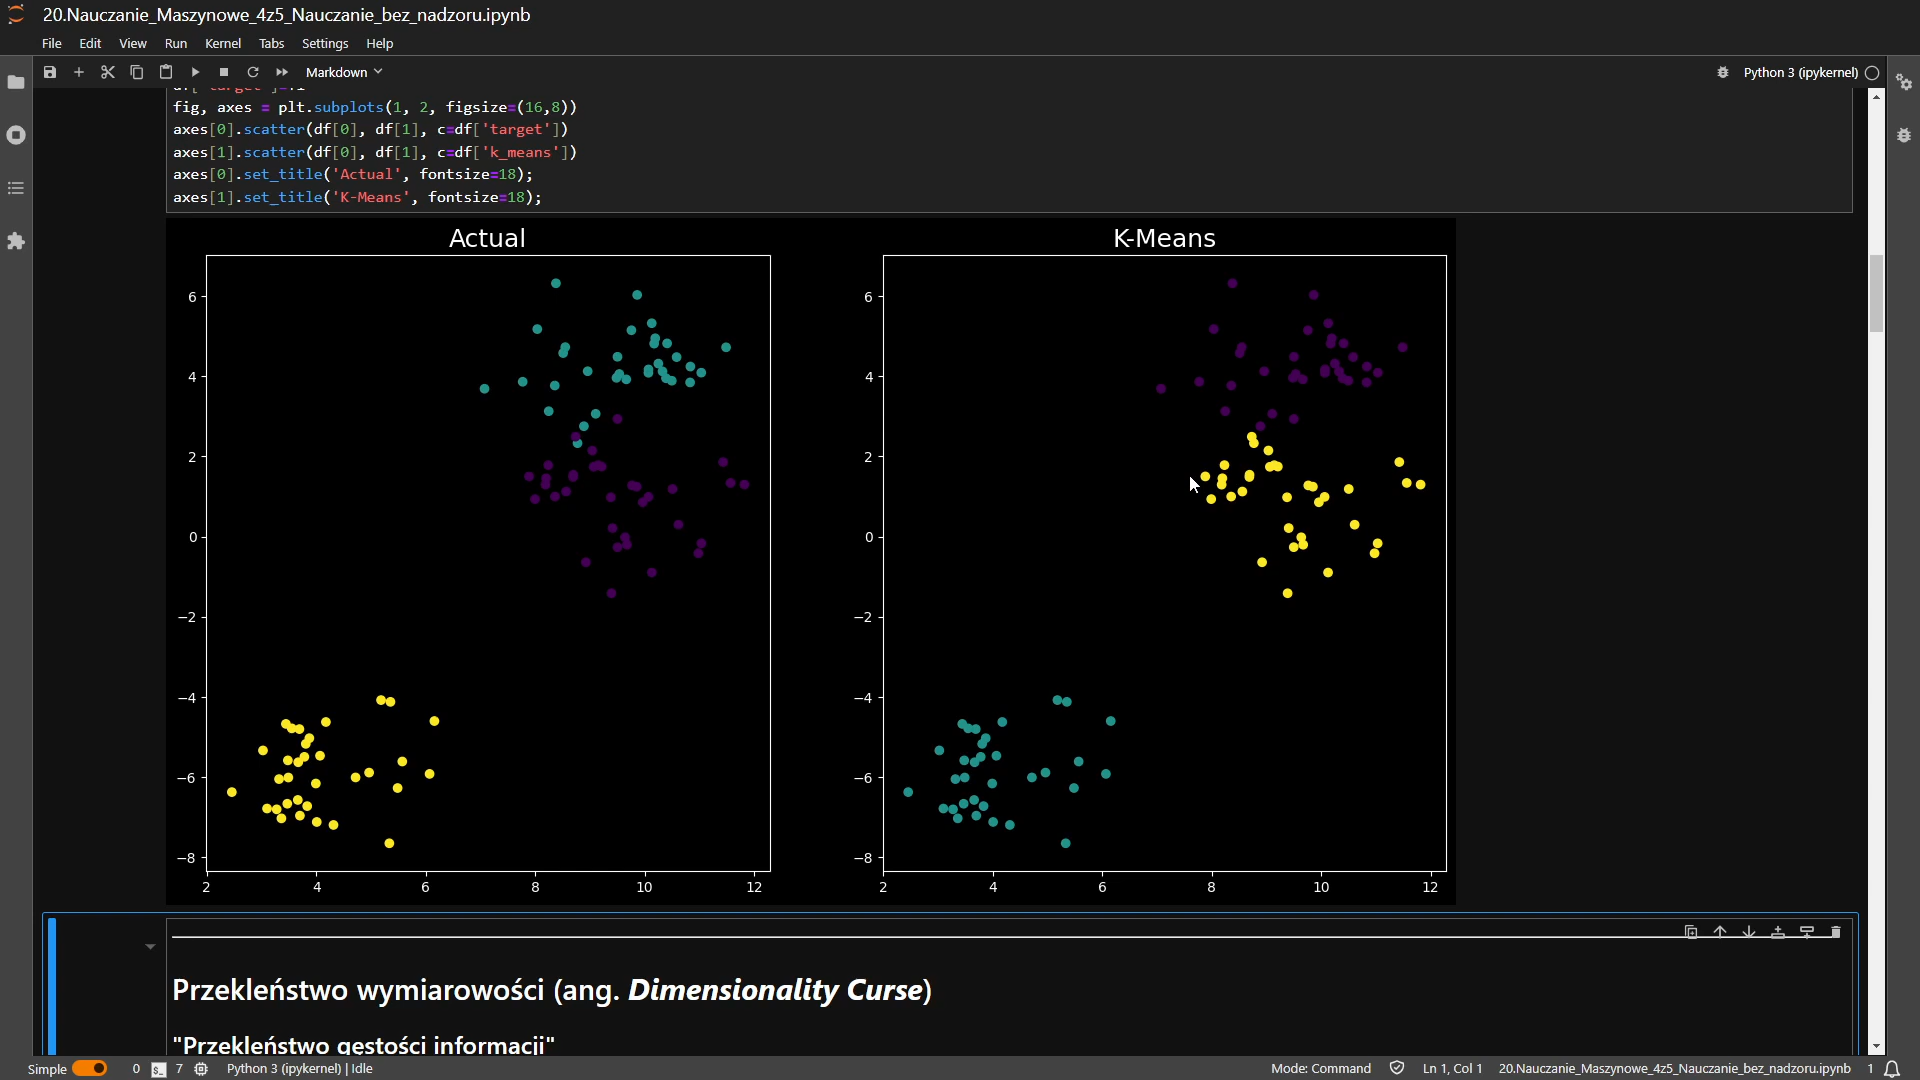 20.Nauczanie_Maszynowe_4z5_Nauczanie_bez_nadzoru.ipynb
File Edit View Run Kernel Tabs Settings Help
Markdown
Python 3 (ipykernel)
fig, axes = plt.subplots(1, 2, figsize=(16,8))
axes[0].scatter(df[0], df[1], c=df['target'])
axes[1].scatter(df[0], df[1], c=df['k_means'])
axes[0].set_title('Actual', fontsize=18);
axes[1].set_title('K-Means', fontsize=18);
Actual
6
4
2
0
−2
−4
−6
−8
2 4 6 8 10 12
K-Means
6
4
2
0
−2
−4
−6
−8
2 4 6 8 10 12
Przekleństwo wymiarowości (ang. Dimensionality Curse)
"Przekleństwo gęstości informacji"
Simple 0 7 Python 3 (ipykernel) | Idle
Mode: Command Ln 1, Col 1 20.Nauczanie_Maszynowe_4z5_Nauczanie_bez_nadzoru.ipynb 1